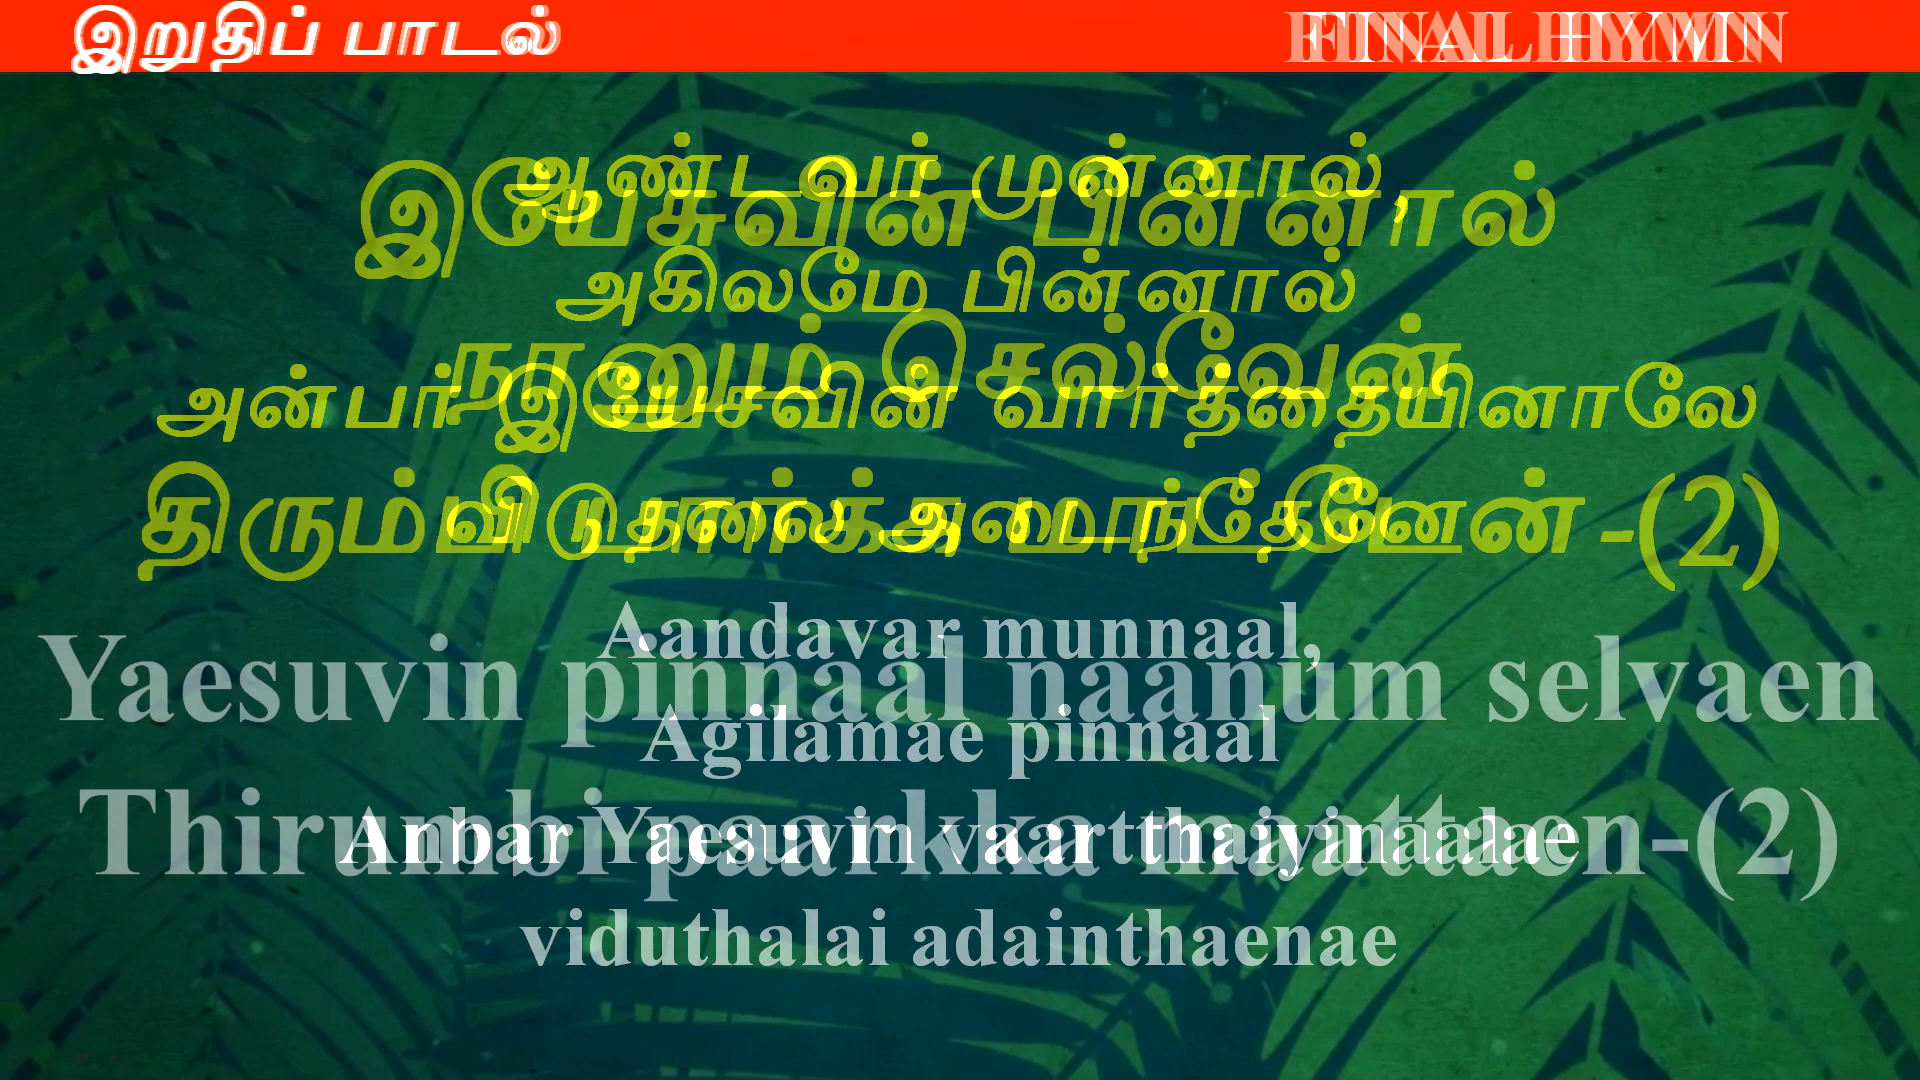 இறுதிப் பாடல்
FINAL HYMN
ஆண்டவர் முன்னால்,
அகிலமே பின்னால்
அன்பர் இயேசுவின் வார்த்தையினாலே
விடுதலை அடைந்தேனே
Aandavar munnaal,
Agilamae pinnaal
Anbar Yaesuvin vaarthaiyinaalae
viduthalai adainthaenae
இயேசுவின் பின்னால்
நானும் செல்வேன்
திரும்பி பார்க்க மாட்டேன் -(2)
Yaesuvin pinnaal naanum selvaen
Thirumbi paarkka maattaen-(2)